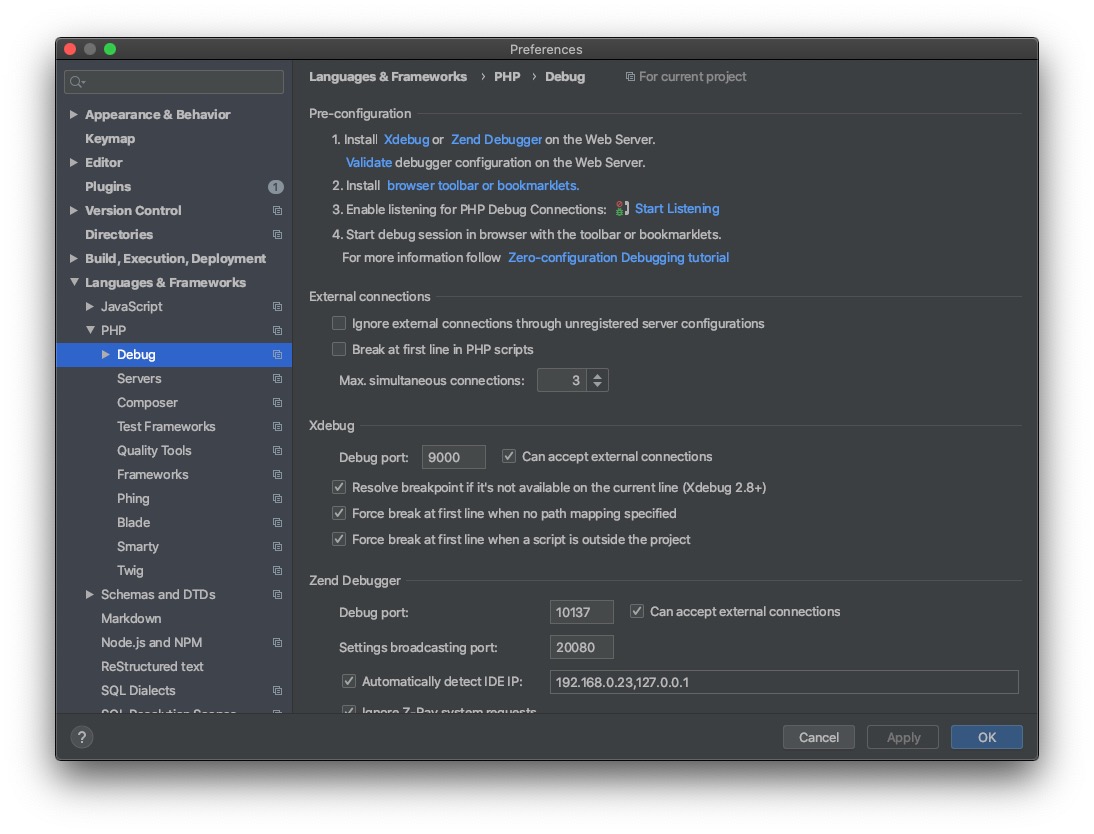 Preferences
Appearance & Behavior
Keymap
Editor
Plugins 1
Version Control
Directories
Build, Execution, Deployment
Languages & Frameworks
JavaScript
PHP
Debug
Servers
Composer
Test Frameworks
Quality Tools
Frameworks
Phing
Blade
Smarty
Twig
Schemas and DTDs
Markdown
Node.js and NPM
ReStructured text
SQL Dialects
SQL Resolution Scopes
Languages & Frameworks › PHP › Debug For current project
Pre-configuration
1. Install Xdebug or Zend Debugger on the Web Server.
Validate debugger configuration on the Web Server.
2. Install browser toolbar or bookmarklets.
3. Enable listening for PHP Debug Connections: Start Listening
4. Start debug session in browser with the toolbar or bookmarklets.
For more information follow Zero-configuration Debugging tutorial
External connections
Ignore external connections through unregistered server configurations
Break at first line in PHP scripts
Max. simultaneous connections: 3
Xdebug
Debug port: 9000 Can accept external connections
Resolve breakpoint if it's not available on the current line (Xdebug 2.8+)
Force break at first line when no path mapping specified
Force break at first line when a script is outside the project
Zend Debugger
Debug port: 10137 Can accept external connections
Settings broadcasting port: 20080
Automatically detect IDE IP: 192.168.0.23,127.0.0.1
Ignore Z-Ray system requests
? Cancel Apply OK